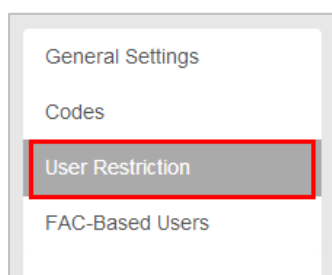 General Settings
Codes
User Restriction
FAC-Based Users